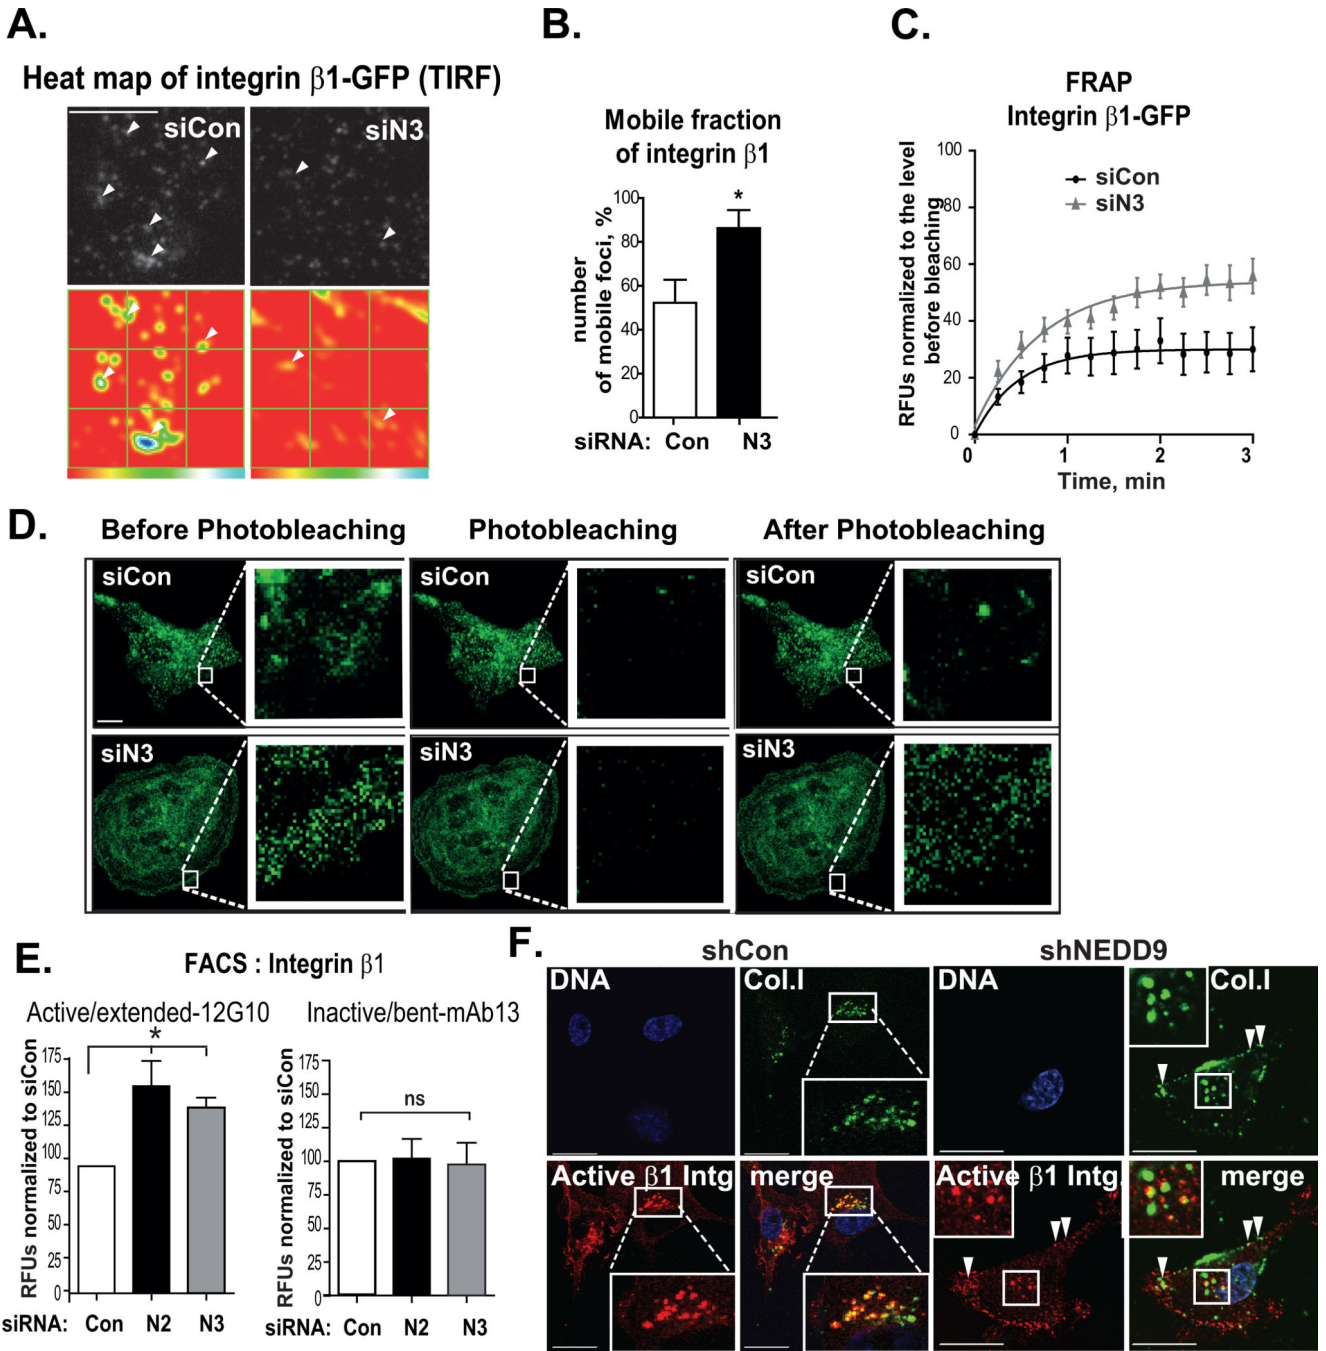 A.
Heat map of integrin β1-GFP (TIRF)
siCon
siN3
B.
Mobile fraction
of integrin β1
number
of mobile foci, %
100
80
60
40
20
0
*
siRNA: Con N3
C.
FRAP
Integrin β1-GFP
RFUs normalized to the level
before bleaching
100
80
60
40
20
0
siCon
siN3
0 1 2 3
Time, min
D.
Before Photobleaching
Photobleaching
After Photobleaching
siCon
siCon
siCon
siN3
siN3
siN3
E.
FACS : Integrin β1
Active/extended-12G10
RFUs normalized to siCon
175
150
125
100
75
50
25
0
*
siRNA: Con N2 N3
Inactive/bent-mAb13
RFUs normalized to siCon
175
150
125
100
75
50
25
0
ns
siRNA: Con N2 N3
F.
shCon
shNEDD9
DNA
Col.I
DNA
Col.I
Active β1 Intg.
merge
Active β1 Intg.
merge